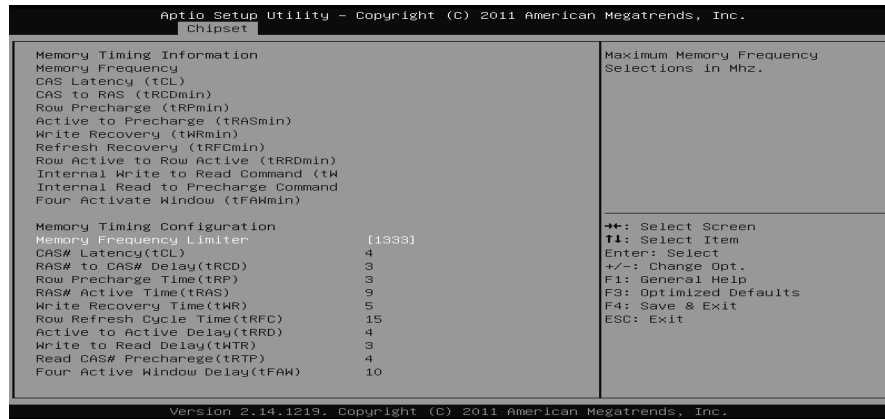 Aptio Setup Utility – Copyright (C) 2011 American Megatrends, Inc.
Chipset
Memory Timing Information
Memory Frequency
CAS Latency (tCL)
CAS to RAS (tRCDmin)
Row Precharge (tRPmin)
Active to Precharge (tRASmin)
Write Recovery (tWRmin)
Refresh Recovery (tRFCmin)
Row Active to Row Active (tRRDmin)
Internal Write to Read Command (tW
Internal Read to Precharge Command
Four Activate Window (tFAWmin)
Memory Timing Configuration
Memory Frequency Limiter [1333]
CAS# Latency(tCL) 4
RAS# to CAS# Delay(tRCD) 3
Row Precharge Time(tRP) 3
RAS# Active Time(tRAS) 9
Write Recovery Time(tWR) 5
Row Refresh Cycle Time(tRFC) 15
Active to Active Delay(tRRD) 4
Write to Read Delay(tWTR) 3
Read CAS# Precharege(tRTP) 4
Four Active Window Delay(tFAW) 10
Maximum Memory Frequency
Selections in Mhz.
→←: Select Screen
↑↓: Select Item
Enter: Select
+/-: Change Opt.
F1: General Help
F3: Optimized Defaults
F4: Save & Exit
ESC: Exit
Version 2.14.1219. Copyright (C) 2011 American Megatrends, Inc.